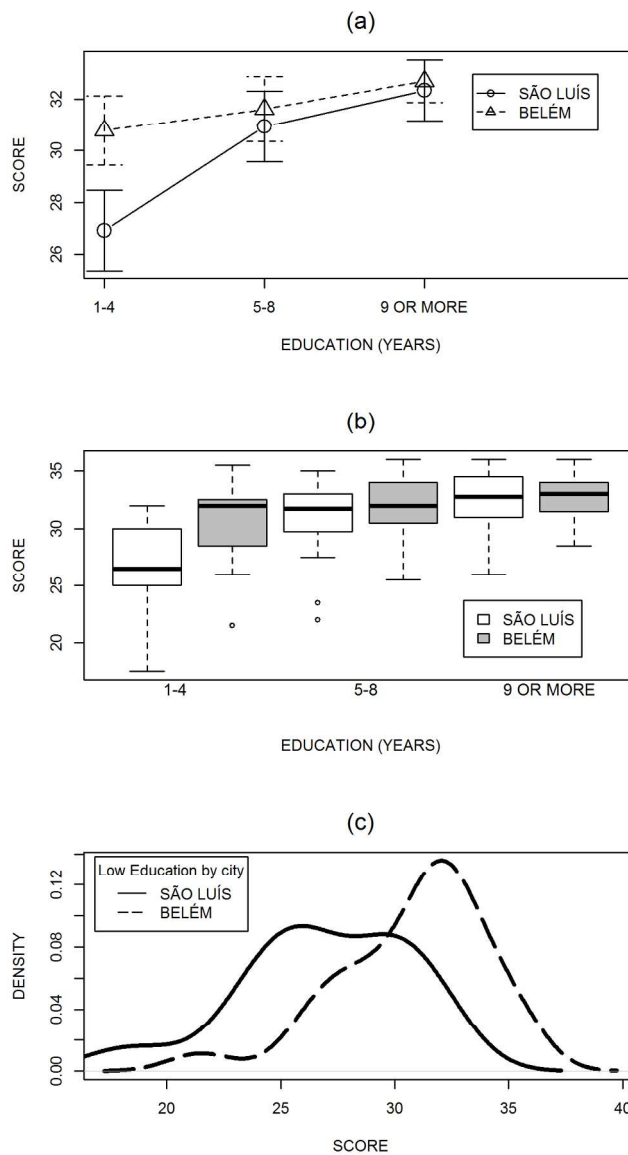 (a)
SCORE
32
30
28
26
SÃO LUÍS
BELÉM
1-4
5-8
9 OR MORE
EDUCATION (YEARS)
(b)
SCORE
35
30
25
20
SÃO LUÍS
BELÉM
1-4
5-8
9 OR MORE
EDUCATION (YEARS)
(c)
DENSITY
0.12
0.08
0.04
0.00
Low Education by city
SÃO LUÍS
BELÉM
20
25
30
35
40
SCORE